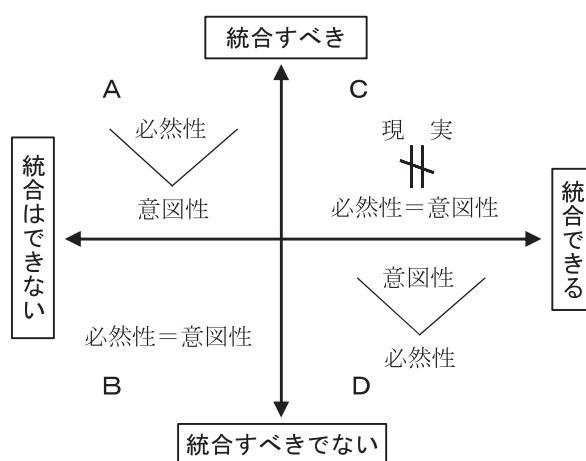 統合すべき
A
C
必然性
意図性
現 実
必然性=意図性
統合はできない
統合できる
必然性=意図性
意図性
必然性
B
D
統合すべきでない